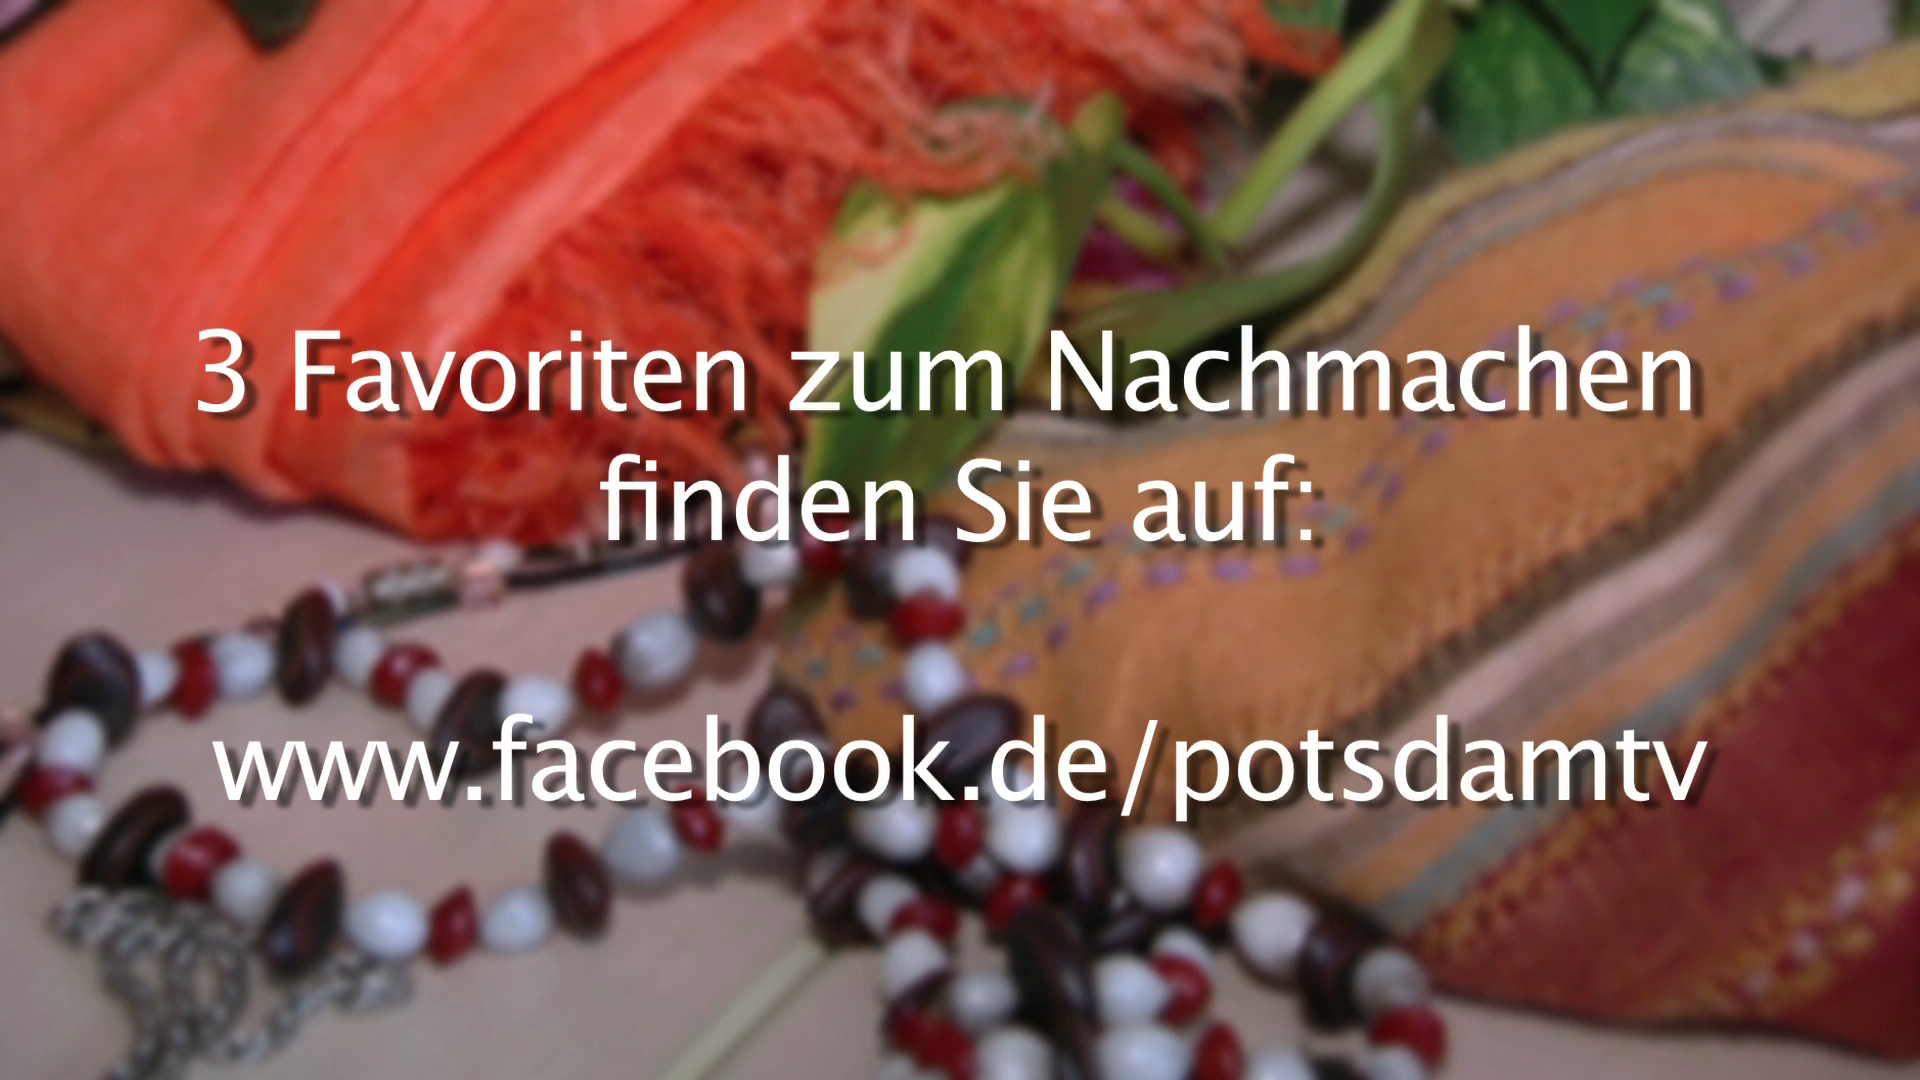 3 Favoriten zum Nachmachen
finden Sie auf:
www.facebook.de/potsdamtv